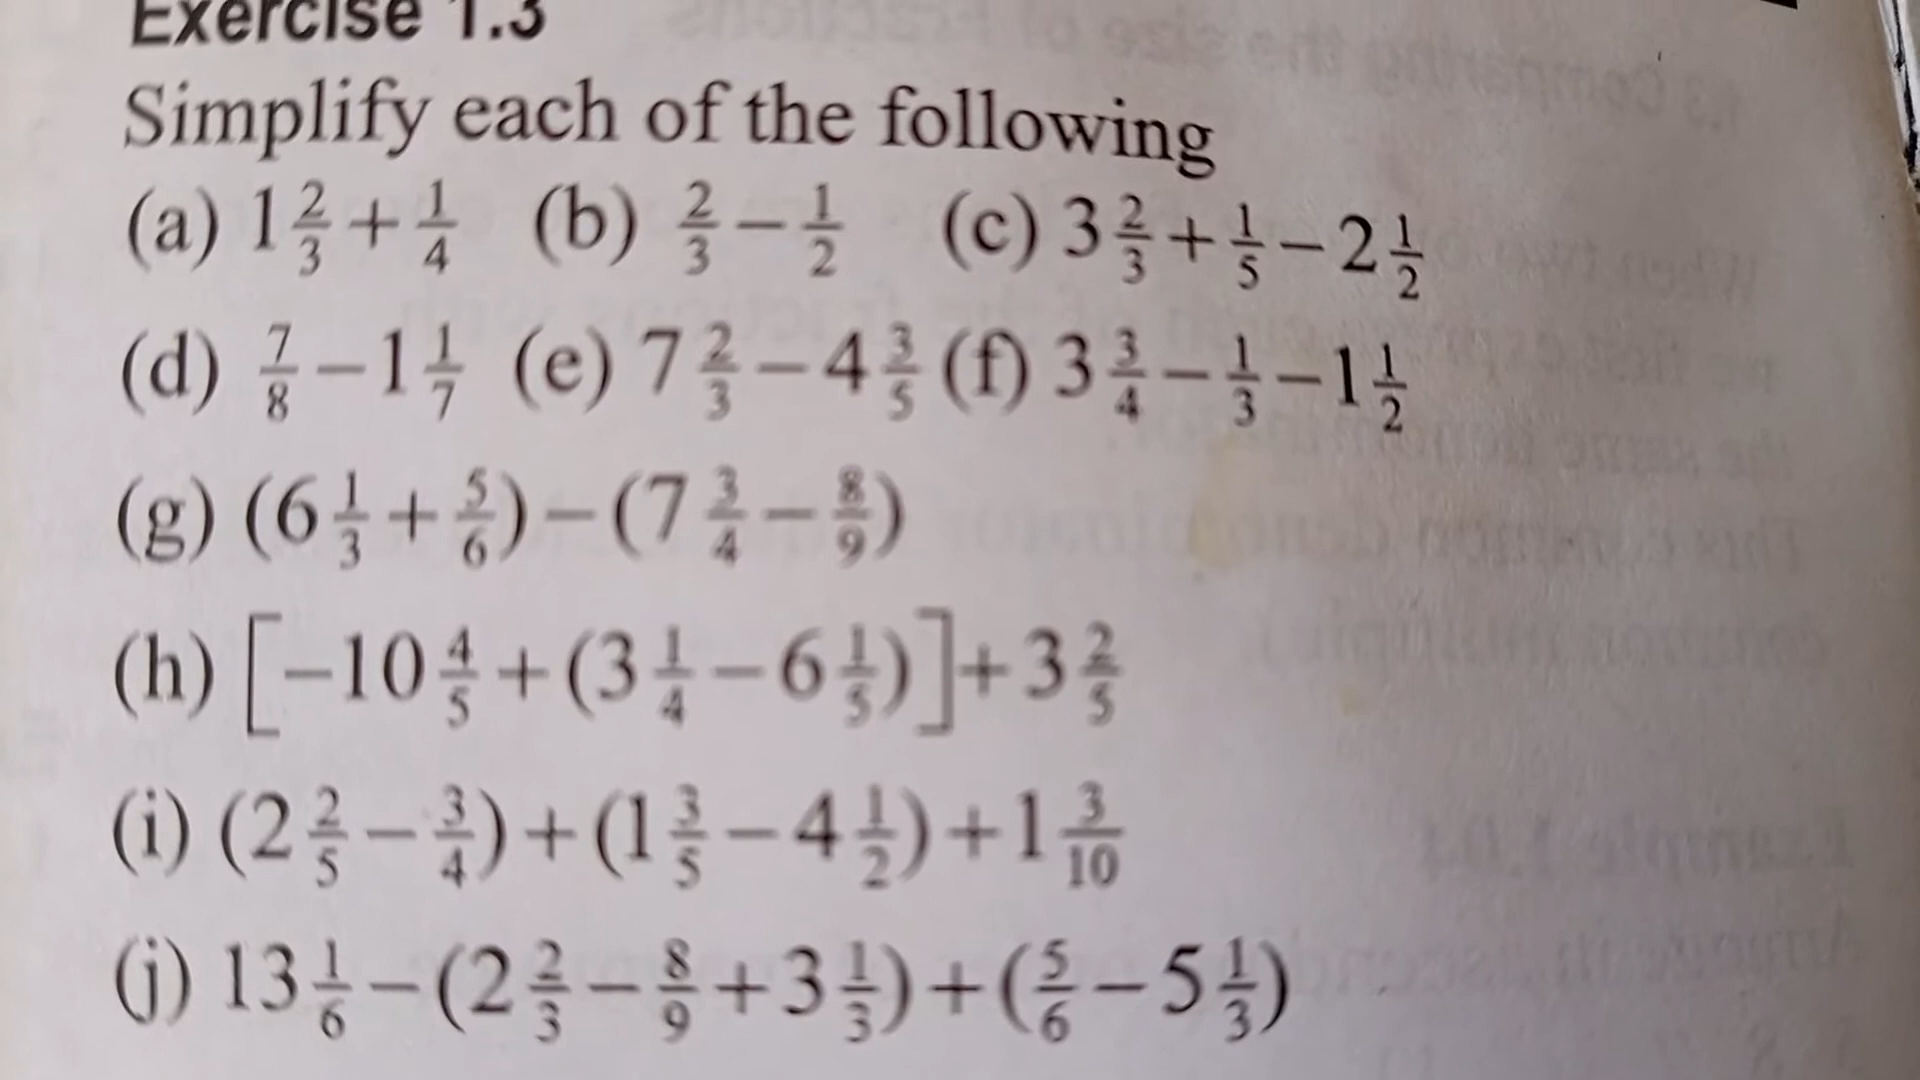 Exercise 1.3
Simplify each of the following
(a) 1 2/3 + 1/4 (b) 2/3 − 1/2 (c) 3 2/3 + 1/5 − 2 1/2
(d) 7/8 − 1 1/7 (e) 7 2/3 − 4 3/5 (f) 3 3/4 − 1/3 − 1 1/2
(g) (6 1/3 + 5/6) − (7 3/4 − 8/9)
(h) [−10 4/5 + (3 1/4 − 6 1/5)] + 3 2/5
(i) (2 2/5 − 3/4) + (1 3/5 − 4 1/2) + 1 3/10
(j) 13 1/6 − (2 2/3 − 8/9 + 3 1/3) + (5/6 − 5 1/3)